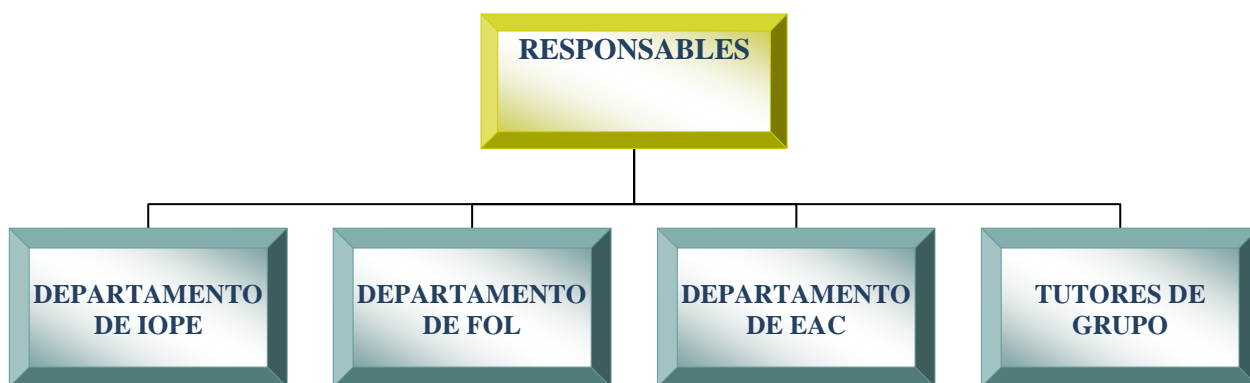 RESPONSABLES
DEPARTAMENTO
DE IOPE
DEPARTAMENTO
DE FOL
DEPARTAMENTO
DE EAC
TUTORES DE
GRUPO